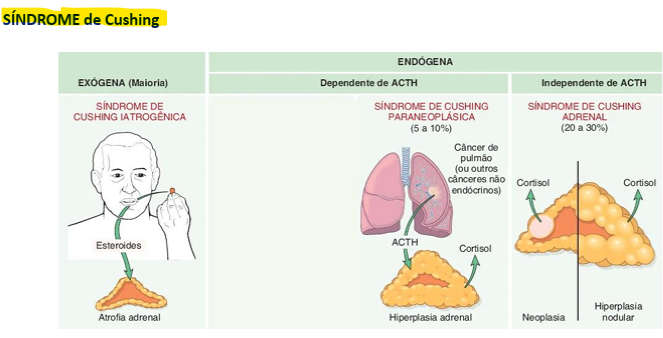 SÍNDROME de Cushing
EXÓGENA (Maioria)
ENDÓGENA
Dependente de ACTH
Independente de ACTH
SÍNDROME DE
CUSHING IATROGÊNICA
Esteroides
Atrofia adrenal
SÍNDROME DE CUSHING
PARANEOPLÁSICA
(5 a 10%)
Câncer de
pulmão
(ou outros
cânceres não
endócrinos)
ACTH
Cortisol
Hiperplasia adrenal
SÍNDROME DE CUSHING
ADRENAL
(20 a 30%)
Cortisol
Cortisol
Neoplasia
Hiperplasia
nodular